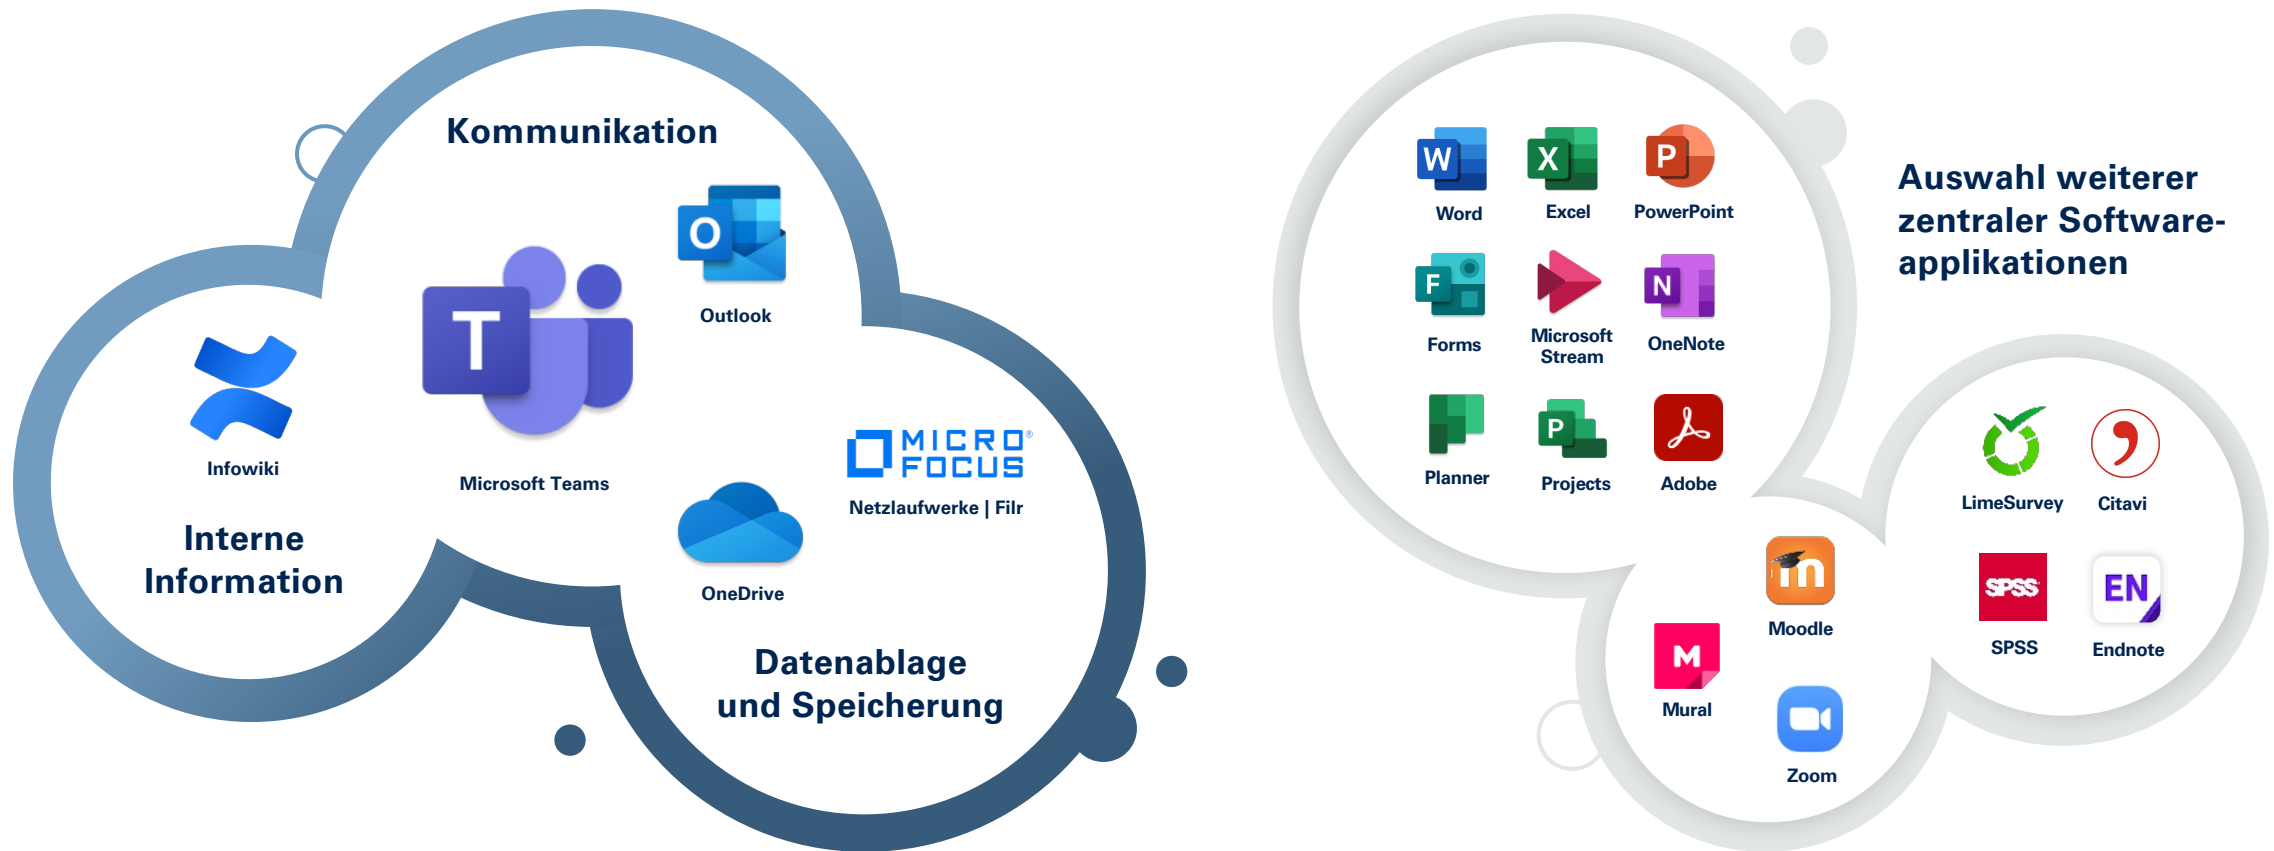 Kommunikation
O
Outlook
T
Microsoft Teams
Infowiki
Interne
Information
MICRO
FOCUS®
Netzlaufwerke | Filr
OneDrive
Datenablage
und Speicherung
W
Word
X
Excel
P
PowerPoint
F
Forms
Microsoft
Stream
N
OneNote
Planner
P
Projects
Adobe
Auswahl weiterer
zentraler Software-
applikationen
m
Moodle
M
Mural
Zoom
LimeSurvey
Citavi
SPSS
SPSS
EN
Endnote